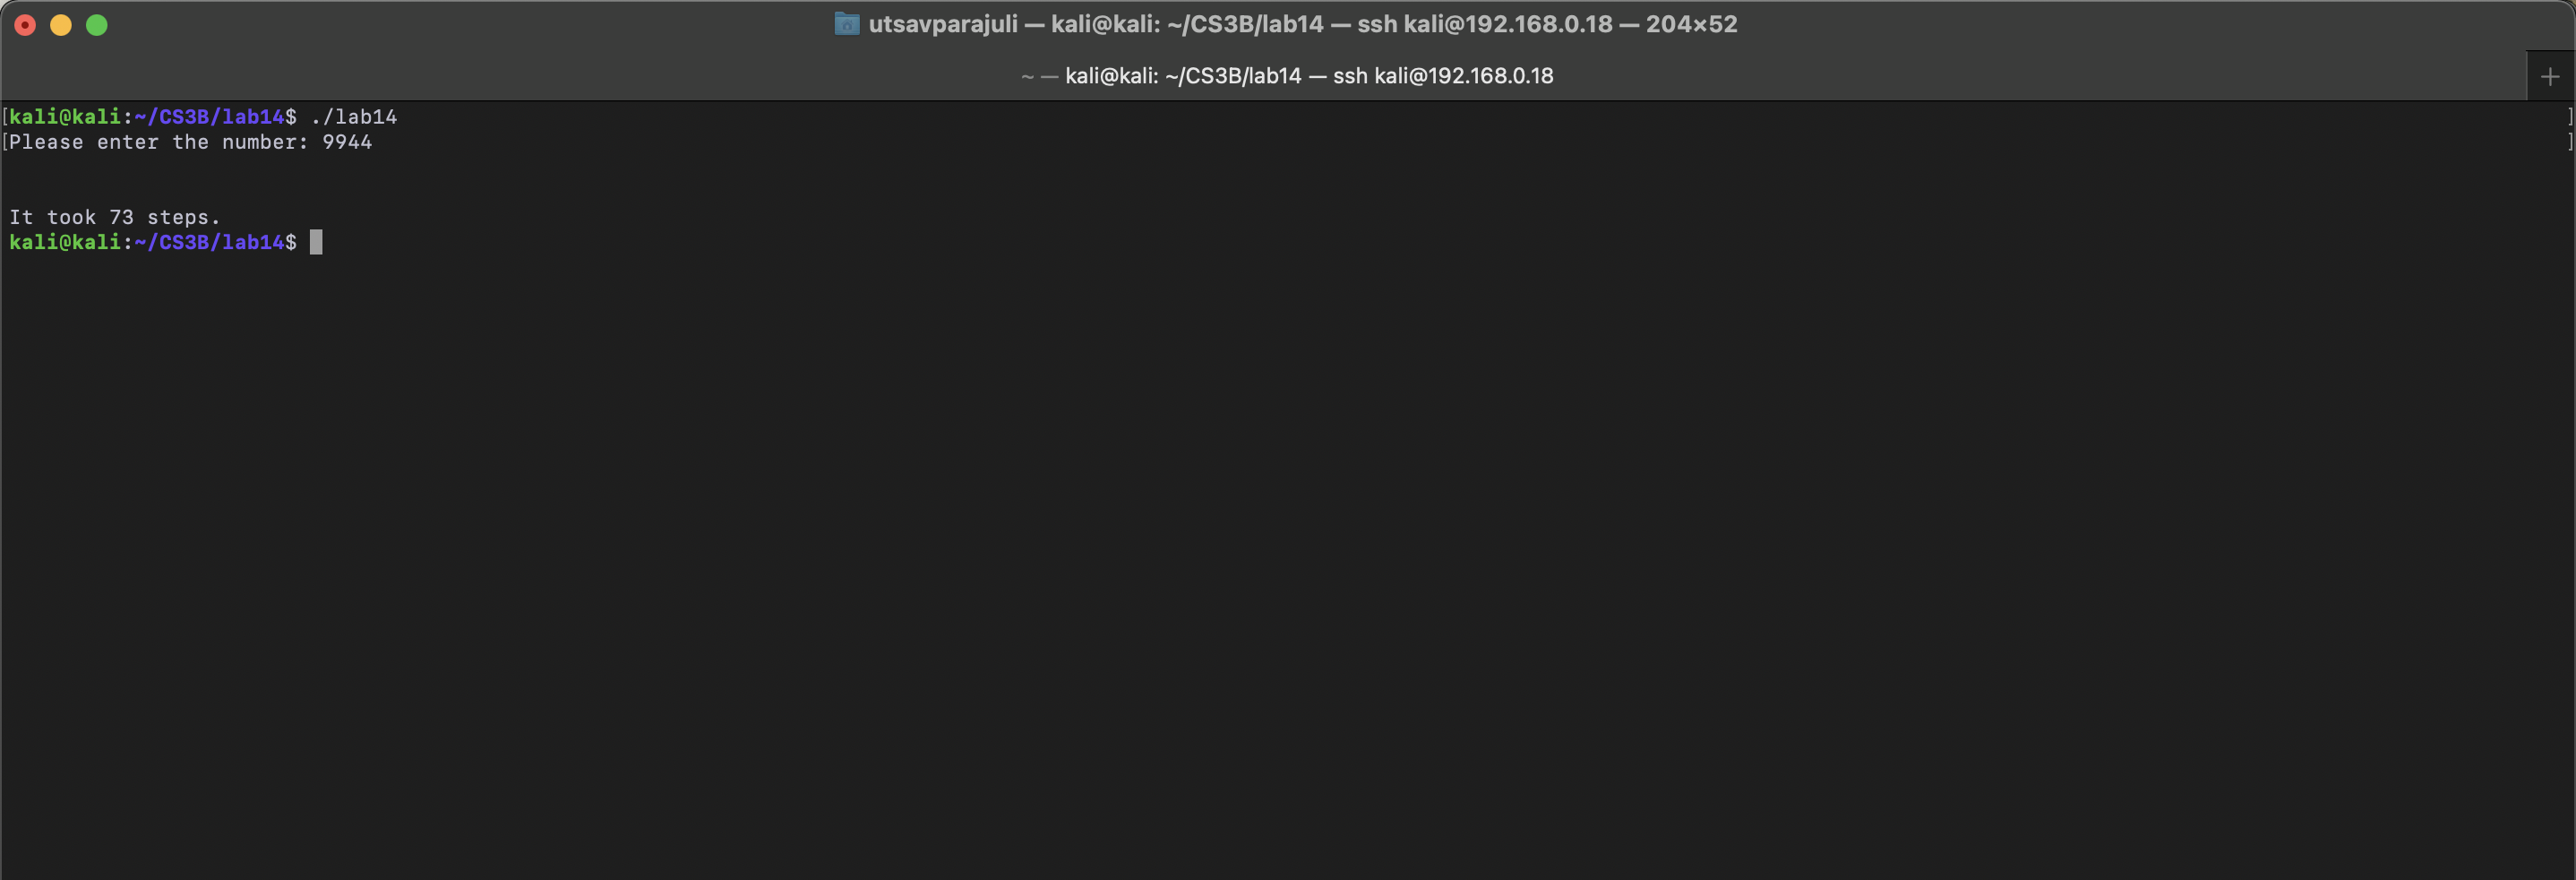 utsavparajuli — kali@kali: ~/CS3B/lab14 — ssh kali@192.168.0.18 — 204×52
~ — kali@kali: ~/CS3B/lab14 — ssh kali@192.168.0.18
+
[kali@kali:~/CS3B/lab14$ ./lab14 ]
[Please enter the number: 9944 ]
It took 73 steps.
kali@kali:~/CS3B/lab14$